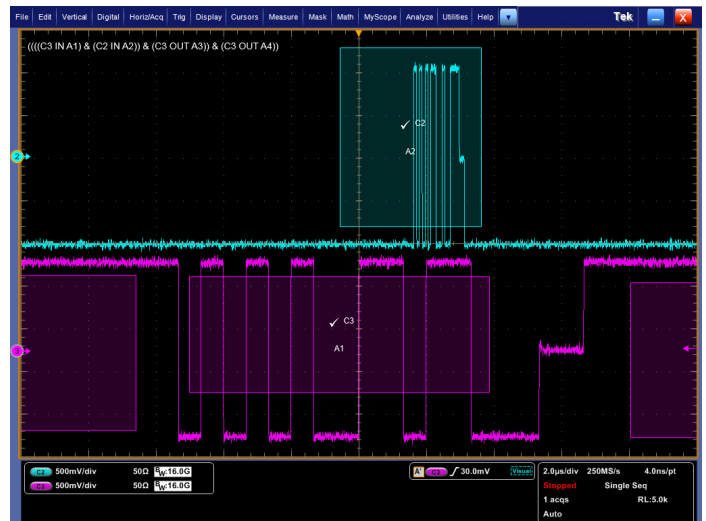 File Edit Vertical Digital Horiz/Acq Trig Display Cursors Measure Mask Math MyScope Analyze Utilities Help Tek X
((((C3 IN A1) & (C2 IN A2)) & (C3 OUT A3)) & (C3 OUT A4))
C2
A2
2
C3
A1
3
C2 500mV/div 50Ω BW:16.0G
C3 500mV/div 50Ω BW:16.0G
A' C3 30.0mV Visual
2.0μs/div 250MS/s 4.0ns/pt
Stopped Single Seq
1 acqs RL:5.0k
Auto